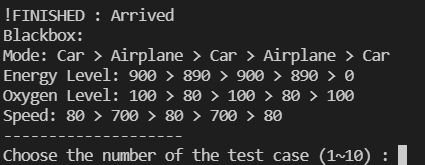 !FINISHED : Arrived
Blackbox:
Mode: Car > Airplane > Car > Airplane > Car
Energy Level: 900 > 890 > 900 > 890 > 0
Oxygen Level: 100 > 80 > 100 > 80 > 100
Speed: 80 > 700 > 80 > 700 > 80
--------------------
Choose the number of the test case (1~10) :